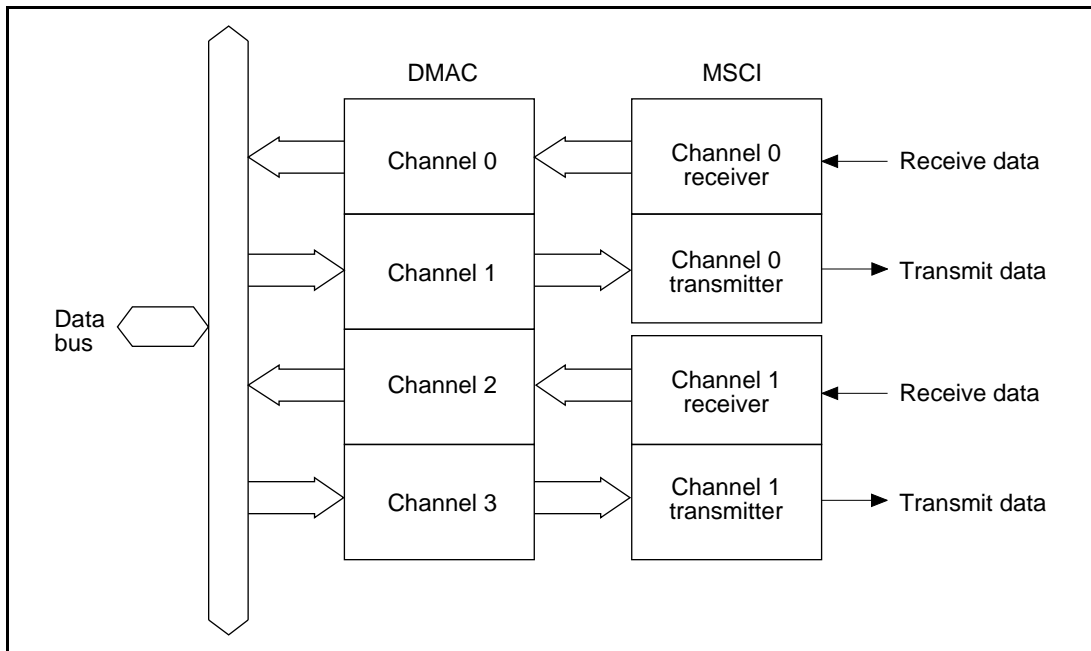 DMAC
MSCI
Channel 0
Channel 0
receiver
Receive data
Channel 1
Channel 0
transmitter
Transmit data
Data
bus
Channel 2
Channel 1
receiver
Receive data
Channel 3
Channel 1
transmitter
Transmit data